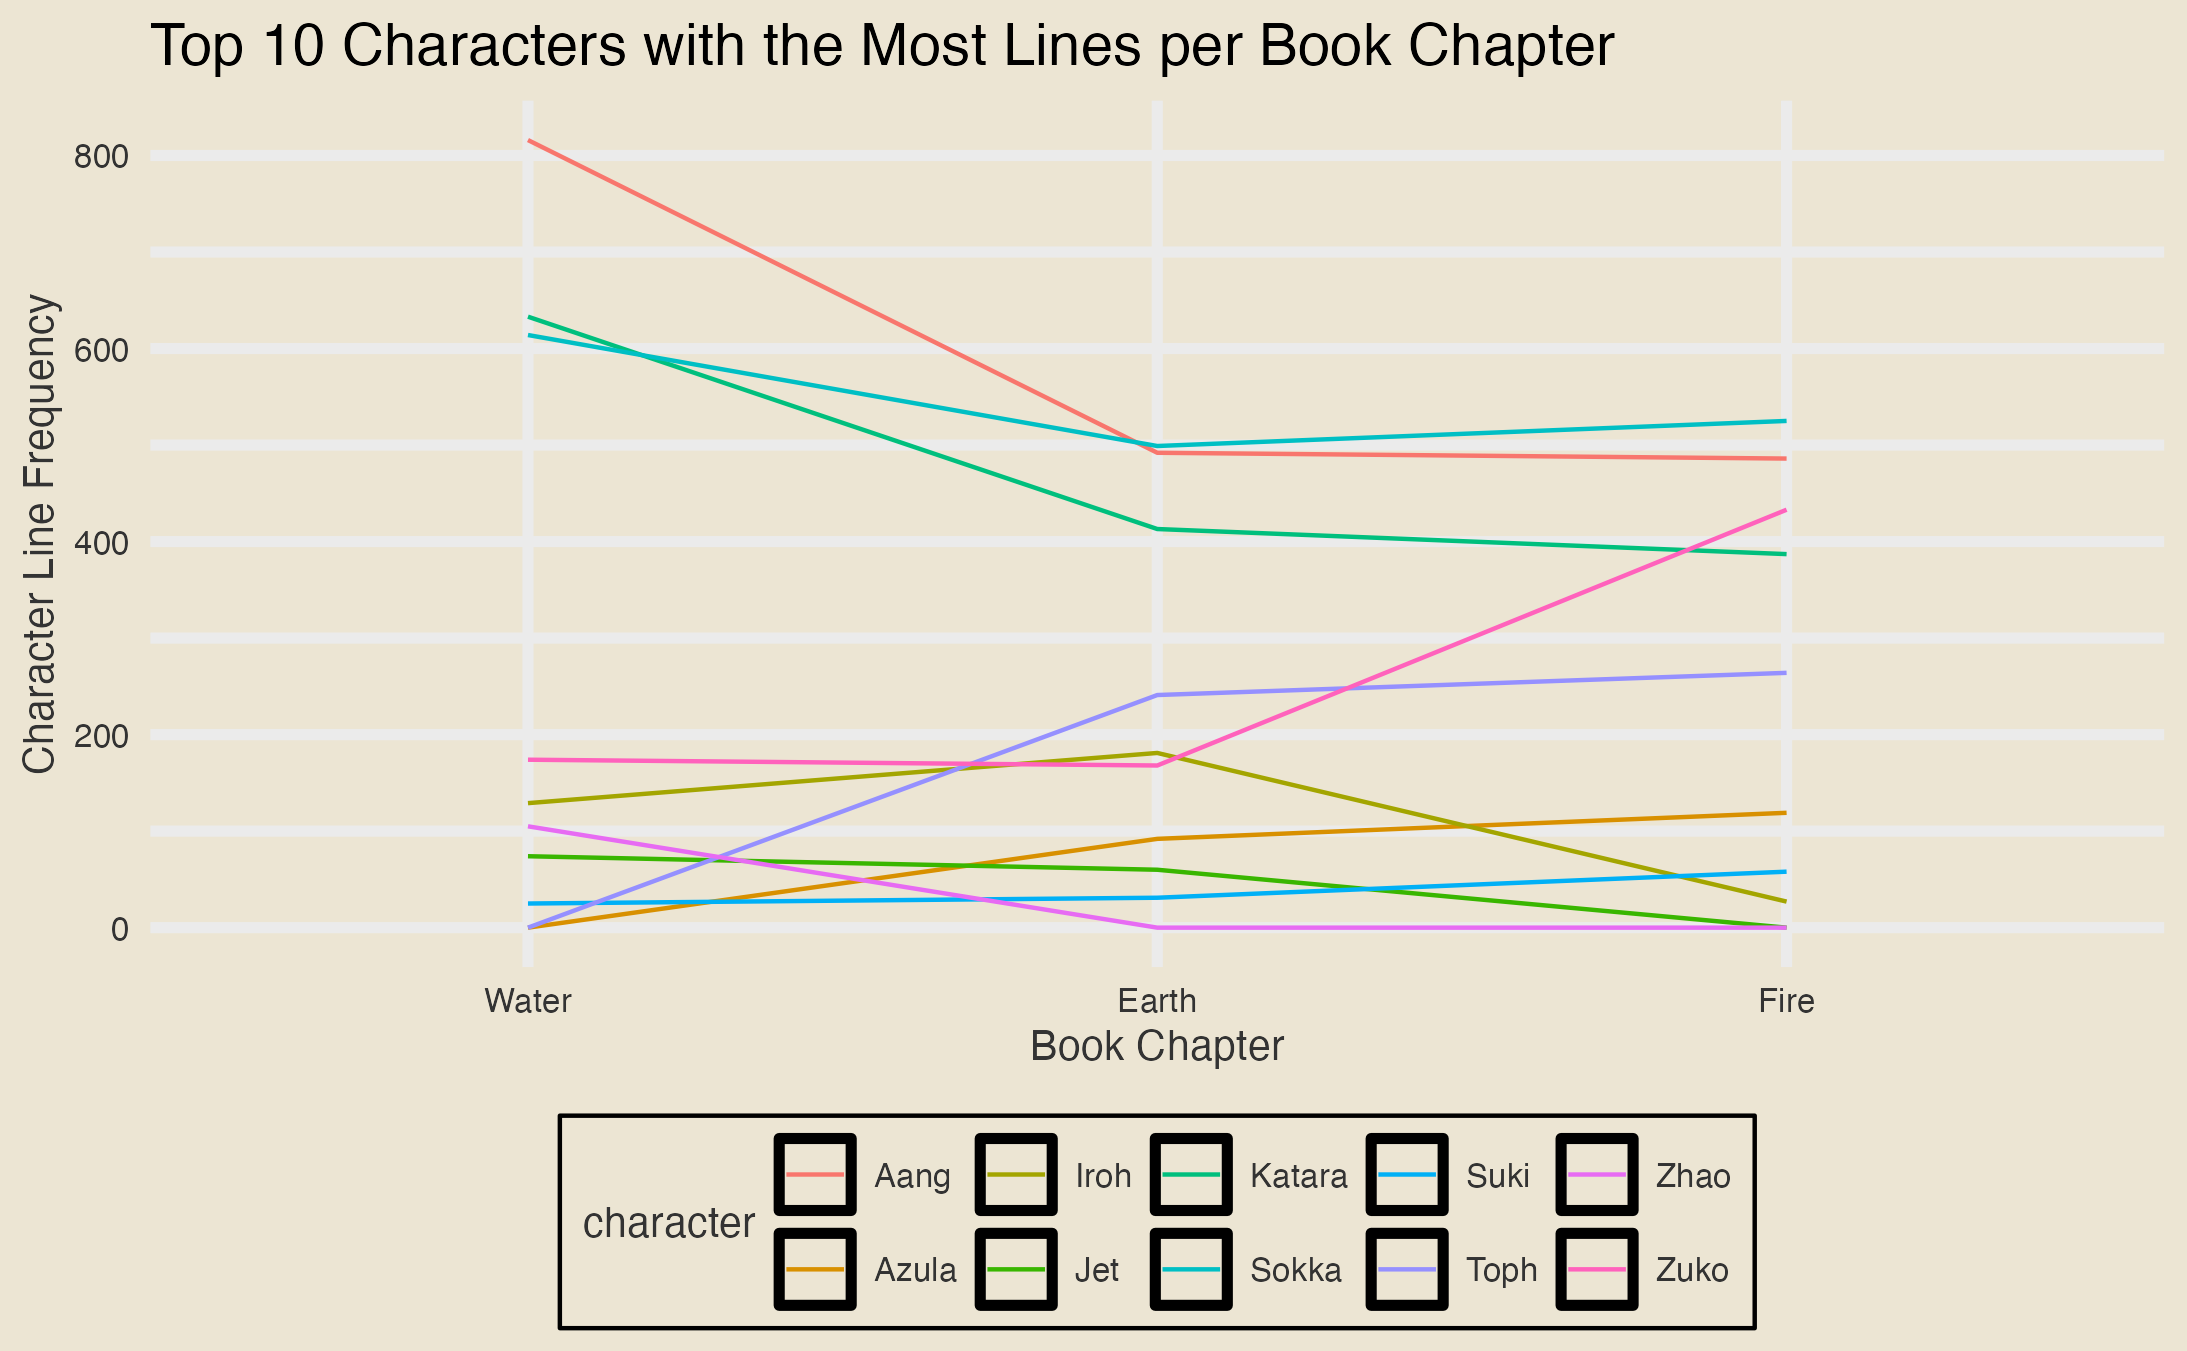 Top 10 Characters with the Most Lines per Book Chapter
Character Line Frequency
800
600
400
200
0
Water Earth Fire
Book Chapter
character
Aang Iroh Katara Suki Zhao
Azula Jet Sokka Toph Zuko